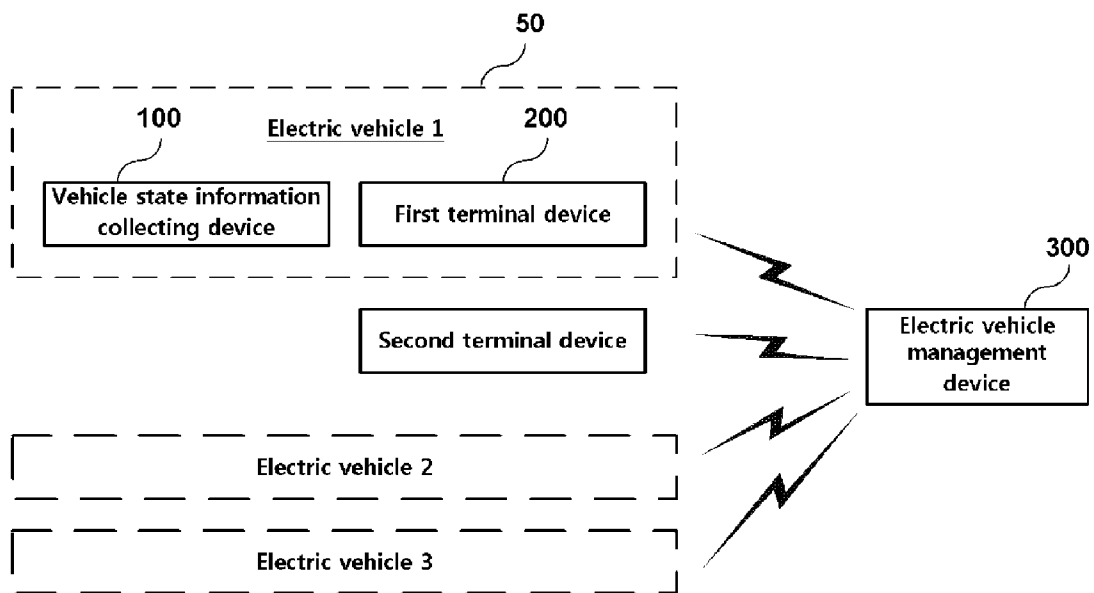 50
100
Electric vehicle 1
200
Vehicle state information
collecting device
First terminal device
300
Second terminal device
Electric vehicle
management
device
Electric vehicle 2
Electric vehicle 3